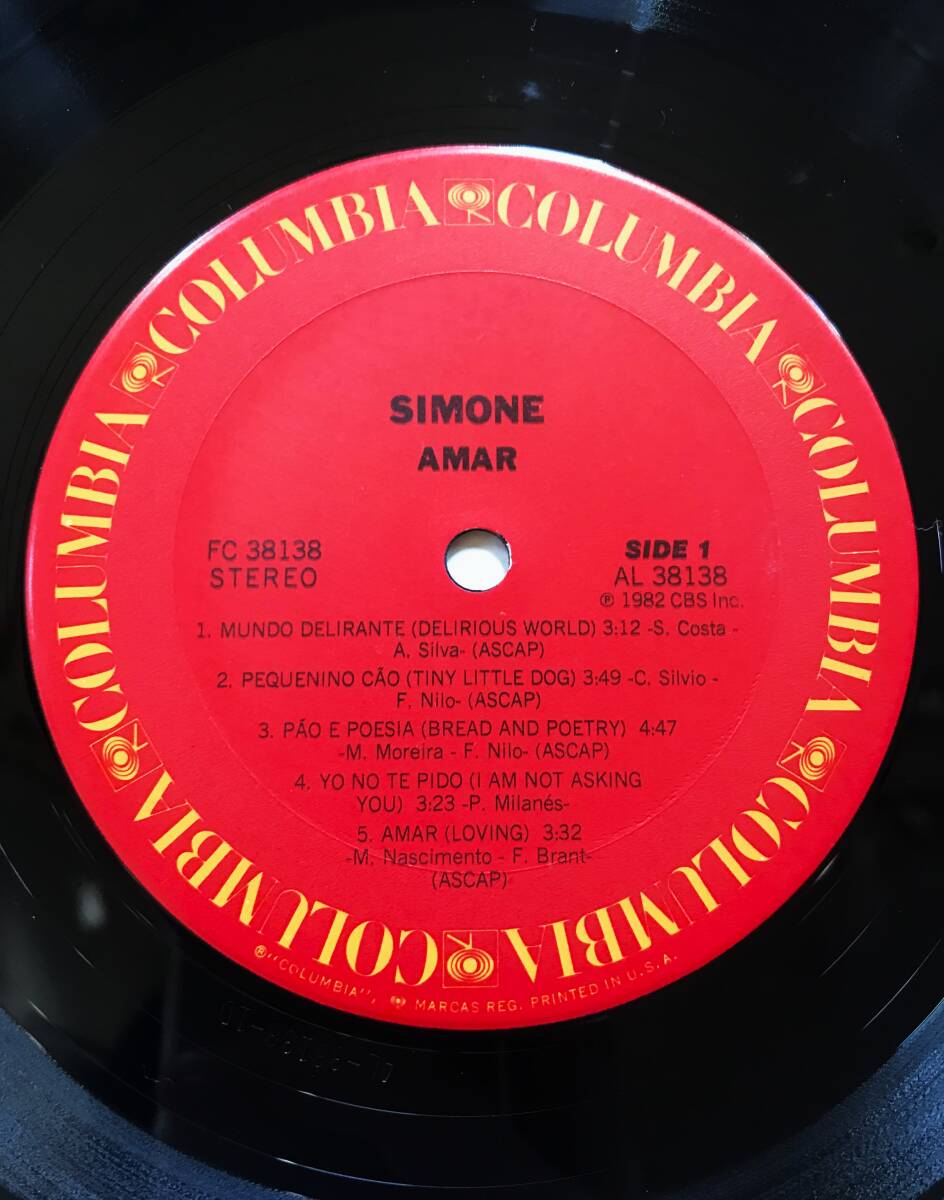 COLUMBIA COLUMBIA COLUMBIA COLUMBIA COLUMBIA COLUMBIA
SIMONE
AMAR
FC 38138
STEREO
SIDE 1
AL 38138
℗ 1982 CBS Inc.
1. MUNDO DELIRANTE (DELIRIOUS WORLD) 3:12 -S. Costa -
A. Silva- (ASCAP)
2. PEQUENINO CÃO (TINY LITTLE DOG) 3:49 -C. Silvio -
F. Nilo- (ASCAP)
3. PÃO E POESIA (BREAD AND POETRY) 4:47
-M. Moreira - F. Nilo- (ASCAP)
4. YO NO TE PIDO (I AM NOT ASKING
YOU) 3:23 -P. Milanés-
5. AMAR (LOVING) 3:32
-M. Nascimento - F. Brant-
(ASCAP)
® "COLUMBIA", MARCAS REG. PRINTED IN U.S.A.